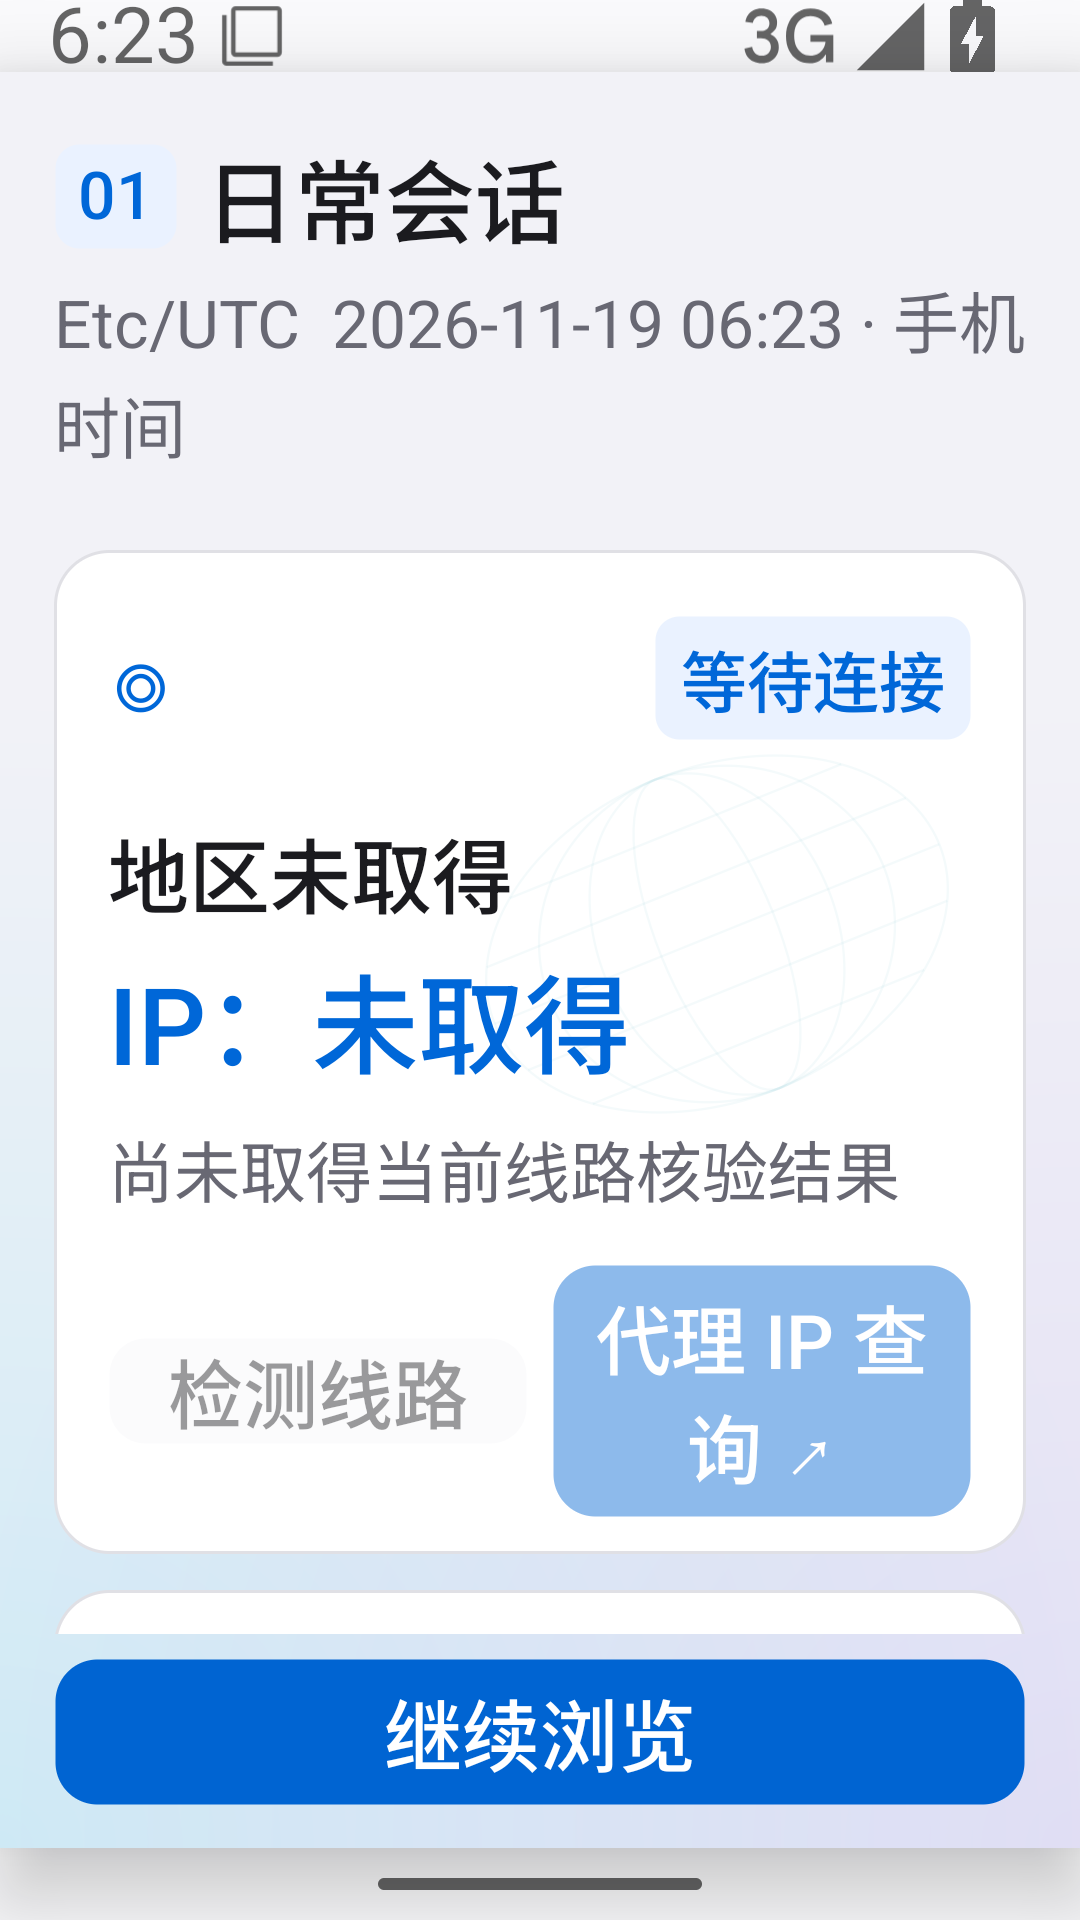 6:23 3G
01 日常会话
Etc/UTC 2026-11-19 06:23 · 手机
时间
等待连接
地区未取得
IP：未取得
尚未取得当前线路核验结果
检测线路
代理 IP 查
询 ↗
继续浏览